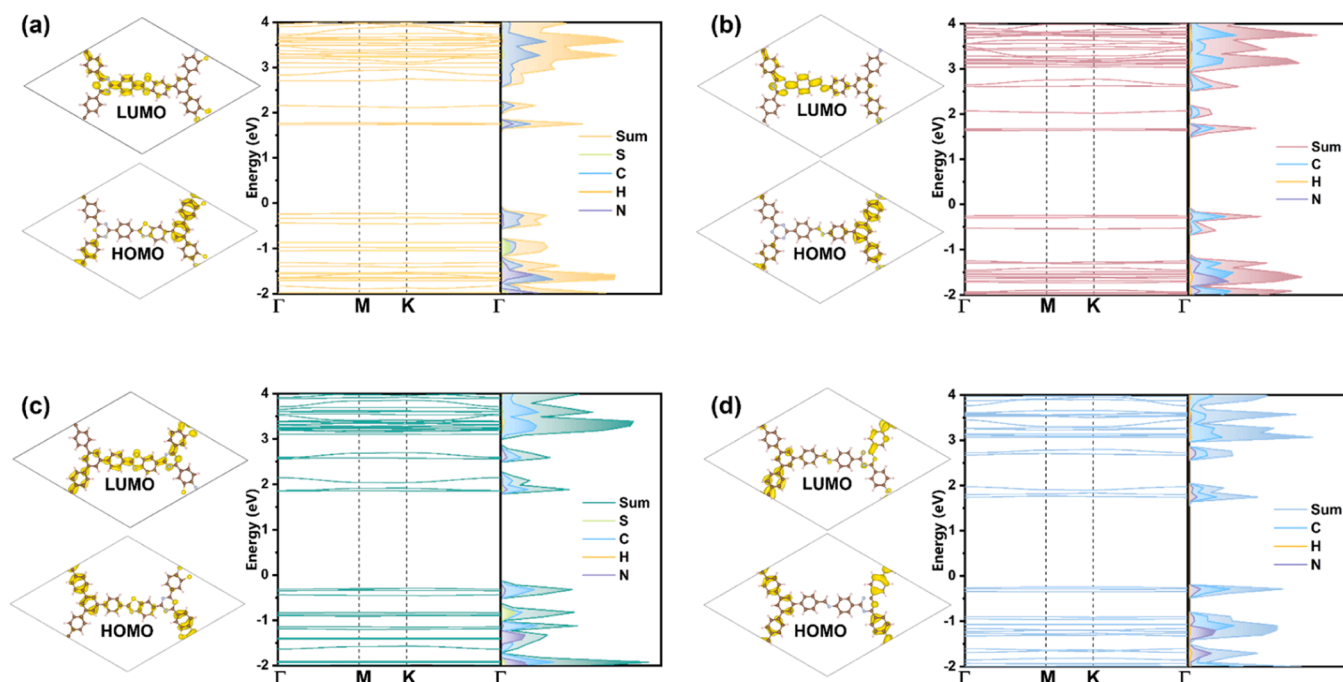 (a)
LUMO
HOMO
Energy (eV)
4
3
2
1
0
-1
-2
Γ
M
K
Γ
Sum
S
C
H
N
(b)
LUMO
HOMO
Energy (eV)
4
3
2
1
0
-1
-2
Γ
M
K
Γ
Sum
C
H
N
(c)
LUMO
HOMO
Energy (eV)
4
3
2
1
0
-1
-2
Γ
M
K
Γ
Sum
S
C
H
N
(d)
LUMO
HOMO
Energy (eV)
4
3
2
1
0
-1
-2
Γ
M
K
Γ
Sum
C
H
N